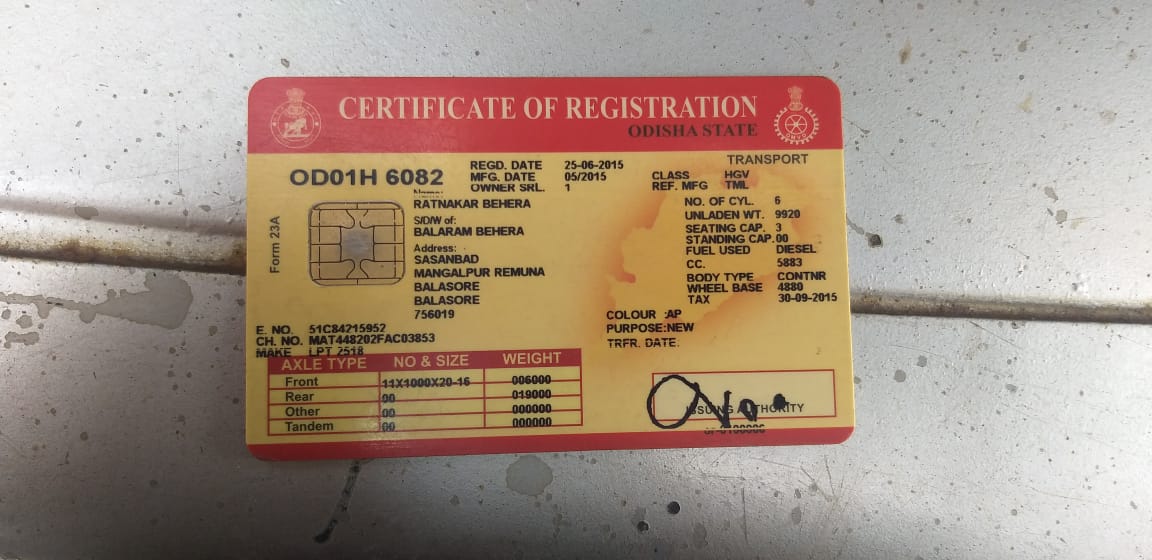 CERTIFICATE OF REGISTRATION
ODISHA STATE
TRANSPORT
OD01H 6082
REGD. DATE 25-06-2015
MFG. DATE 05/2015
OWNER SRL. 1
CLASS HGV
REF. MFG TML
Form 23A
Name:
RATNAKAR BEHERA
S/D/W of:
BALARAM BEHERA
Address:
SASANBAD
MANGALPUR REMUNA
BALASORE
BALASORE
756019
NO. OF CYL. 6
UNLADEN WT. 9920
SEATING CAP. 3
STANDING CAP. 00
FUEL USED DIESEL
CC. 5883
BODY TYPE CONTNR
WHEEL BASE 4880
TAX 30-09-2015
COLOUR :AP
PURPOSE:NEW
TRFR. DATE.
E. NO. 51C84215952
CH. NO. MAT448202FAC03853
MAKE LPT 2518
AXLE TYPE NO & SIZE WEIGHT
Front 11X1000X20-16 006000
Rear 00 019000
Other 00 000000
Tandem 00 000000
ISSUING AUTHORITY